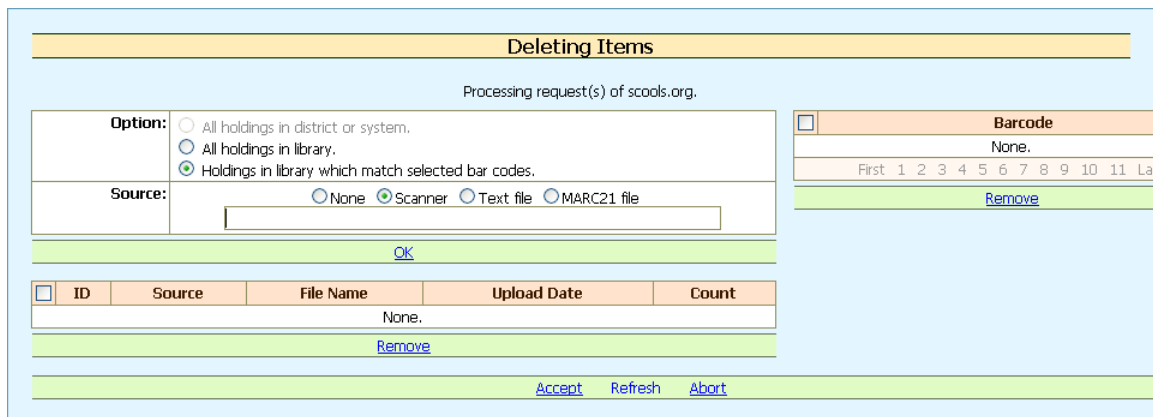 Deleting Items
Processing request(s) of scools.org.
Option:
All holdings in district or system.
All holdings in library.
Holdings in library which match selected bar codes.
Source:
None Scanner Text file MARC21 file
OK
ID Source File Name Upload Date Count
None.
Remove
Barcode
None.
First 1 2 3 4 5 6 7 8 9 10 11 La
Remove
Accept Refresh Abort